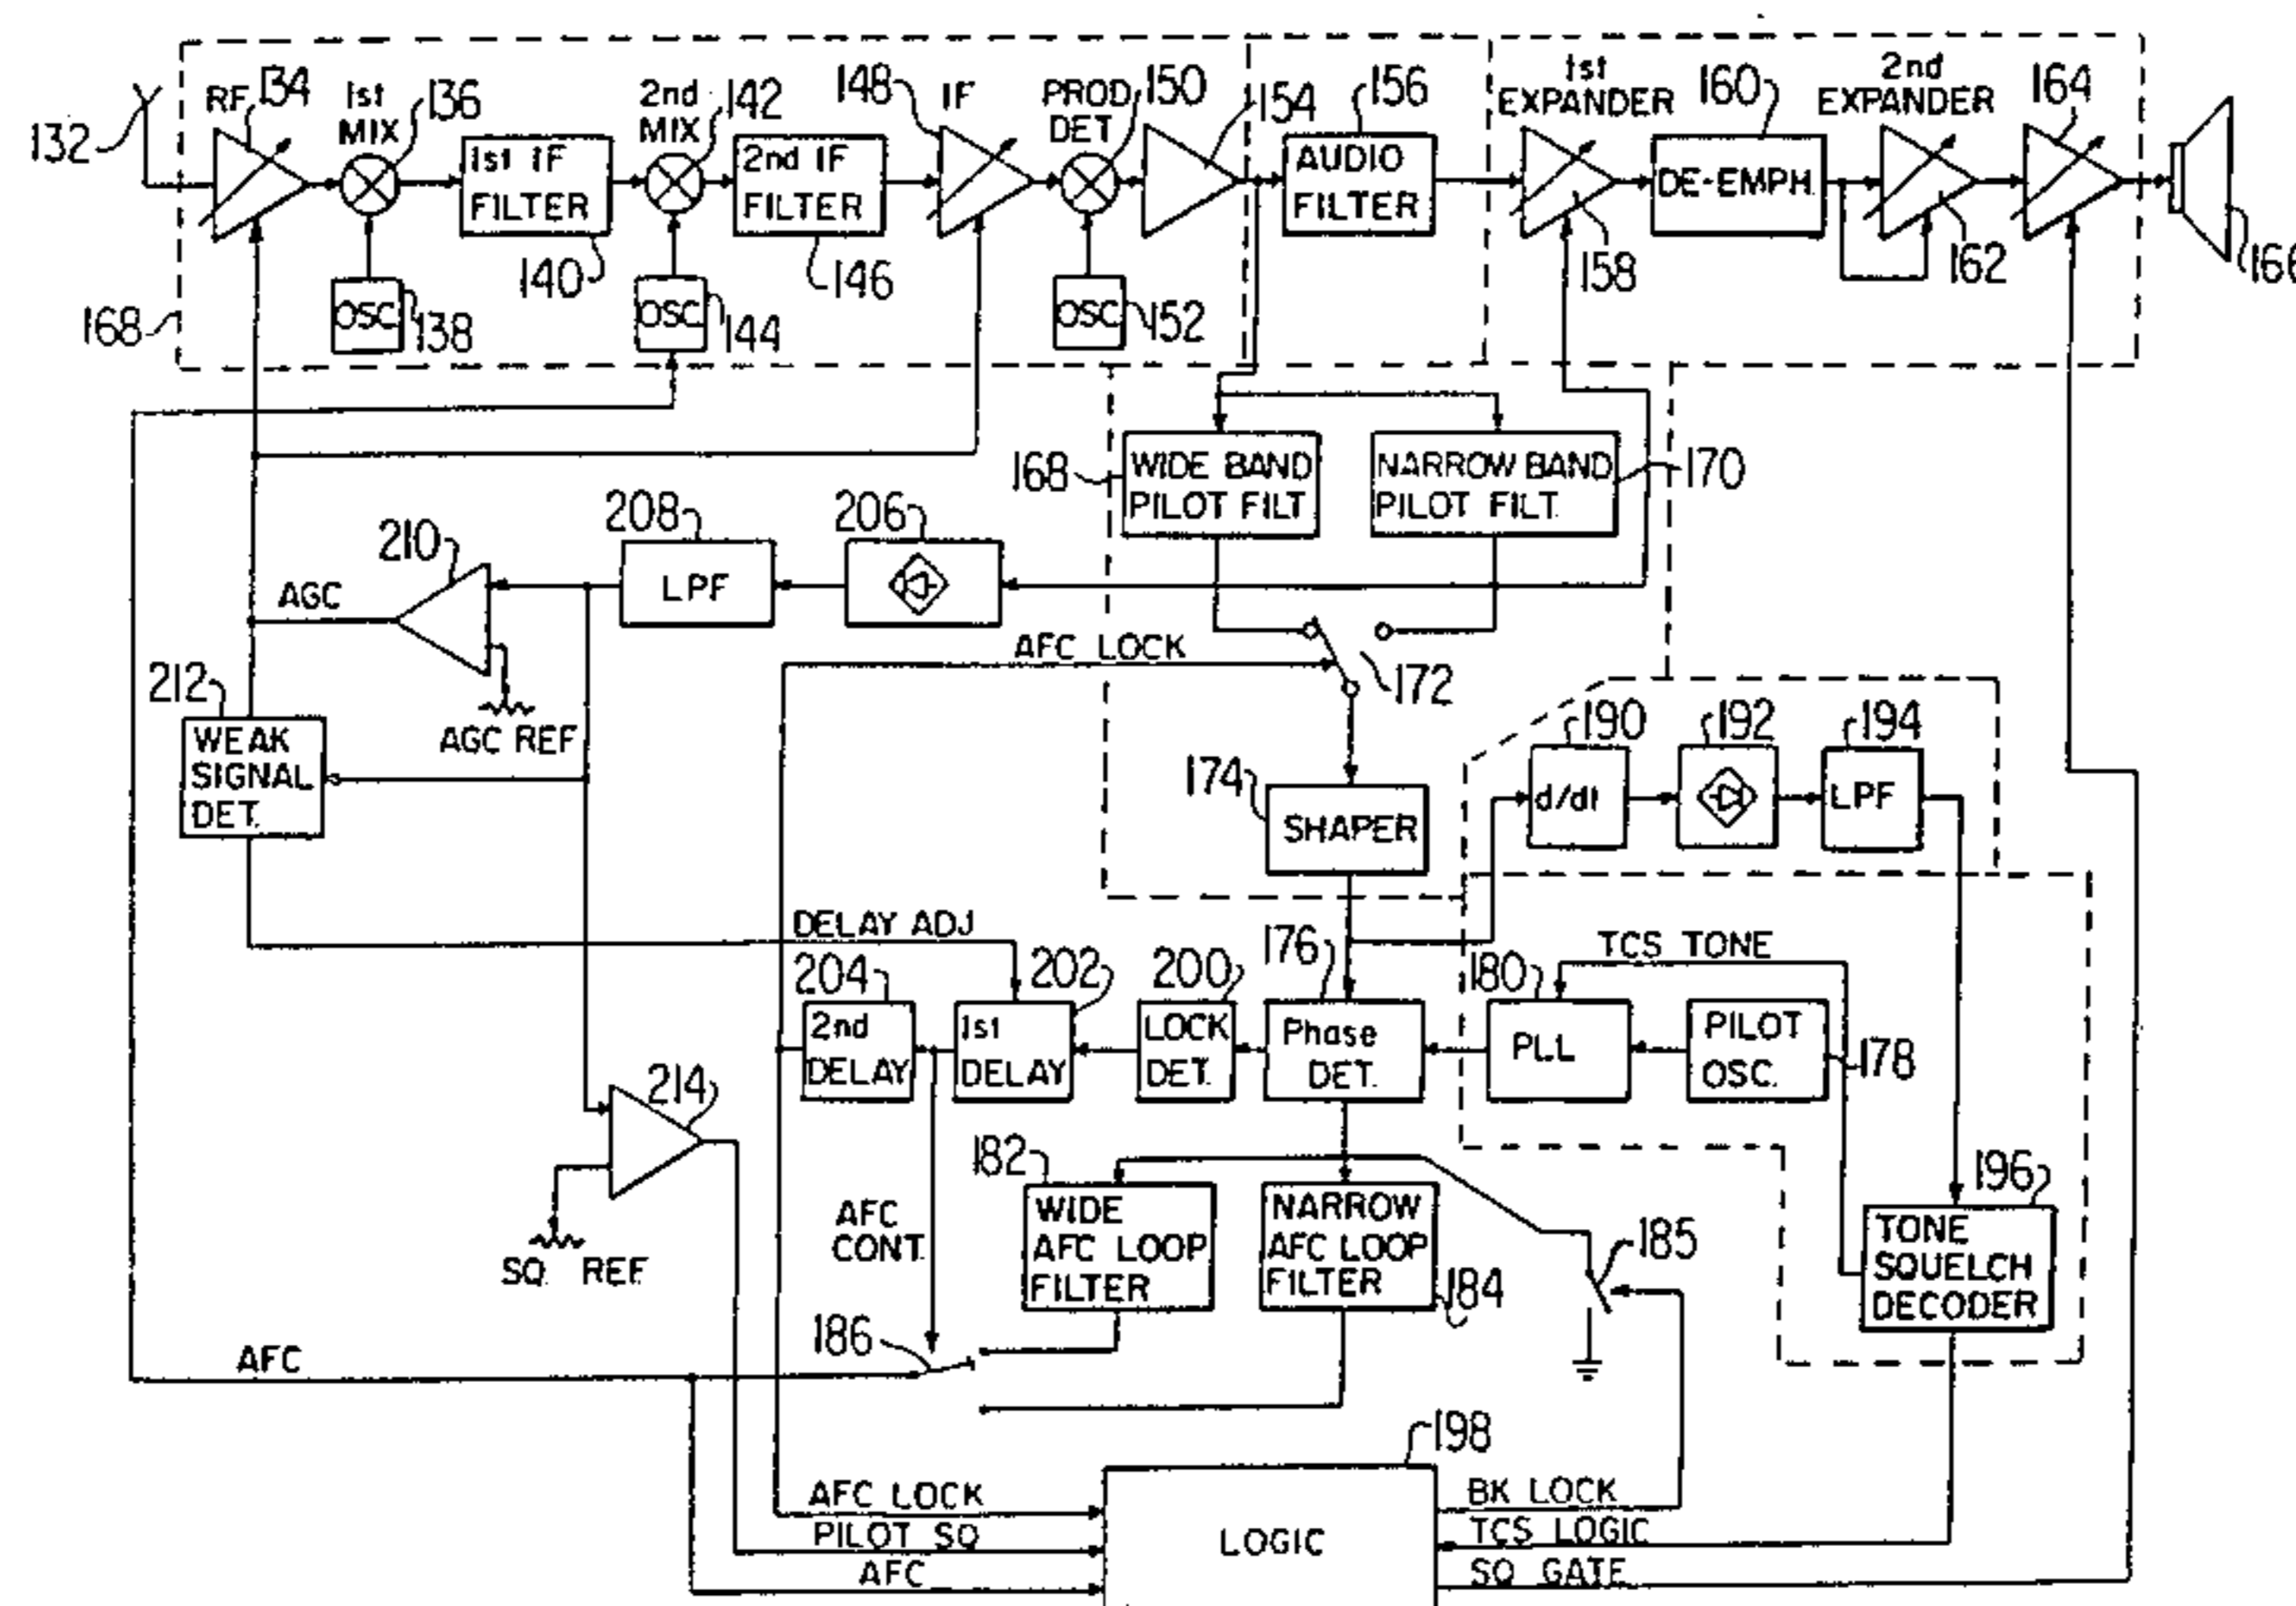 132
RF
134
1st
MIX
136
2nd
MIX
142
148
IF
PROD
DET
150
154
156
1st
EXPANDER
160
2nd
EXPANDER
164
1st IF
FILTER
2nd IF
FILTER
AUDIO
FILTER
DE-EMPH.
168
OSC
138
140
OSC
144
146
OSC
152
158
162
166
168
WIDE BAND
PILOT FILT
NARROW BAND
PILOT FILT
170
AGC
210
208
LPF
206
AFC LOCK
172
212
WEAK
SIGNAL
DET.
AGC REF
174
SHAPER
190
d/dt
192
194
LPF
DELAY ADJ
204
2nd
DELAY
202
1st
DELAY
200
LOCK
DET.
176
Phase
DET.
TCS TONE
180
PLL
PILOT
OSC.
178
214
SQ. REF
AFC
CONT.
182
WIDE
AFC LOOP
FILTER
NARROW
AFC LOOP
FILTER
184
185
196
TONE
SQUELCH
DECODER
186
AFC
198
LOGIC
AFC LOCK
PILOT SQ
AFC
BK LOCK
TCS LOGIC
SQ GATE